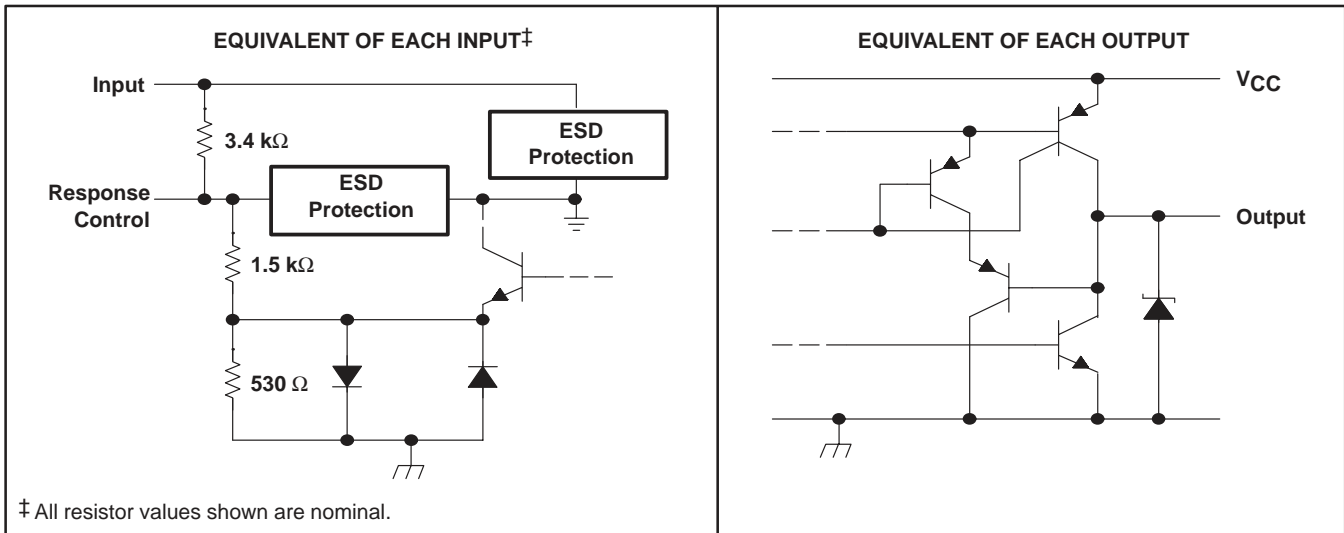 EQUIVALENT OF EACH INPUT‡
Input
3.4 kΩ
ESD
Protection
Response
Control
ESD
Protection
1.5 kΩ
530 Ω
‡ All resistor values shown are nominal.
EQUIVALENT OF EACH OUTPUT
VCC
Output